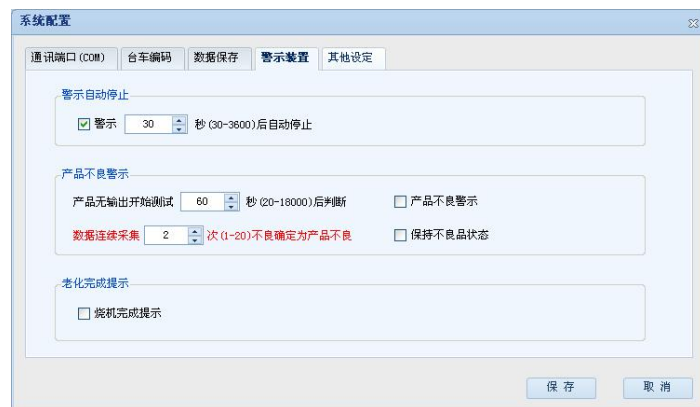 系统配置
通讯端口(COM) 台车编码 数据保存 警示装置 其他设定
警示自动停止
警示 30 秒(30-3600)后自动停止
产品不良警示
产品无输出开始测试 60 秒(20-18000)后判断 产品不良警示
数据连续采集 2 次(1-20)不良确定为产品不良 保持不良品状态
老化完成提示
烧机完成提示
保存 取消